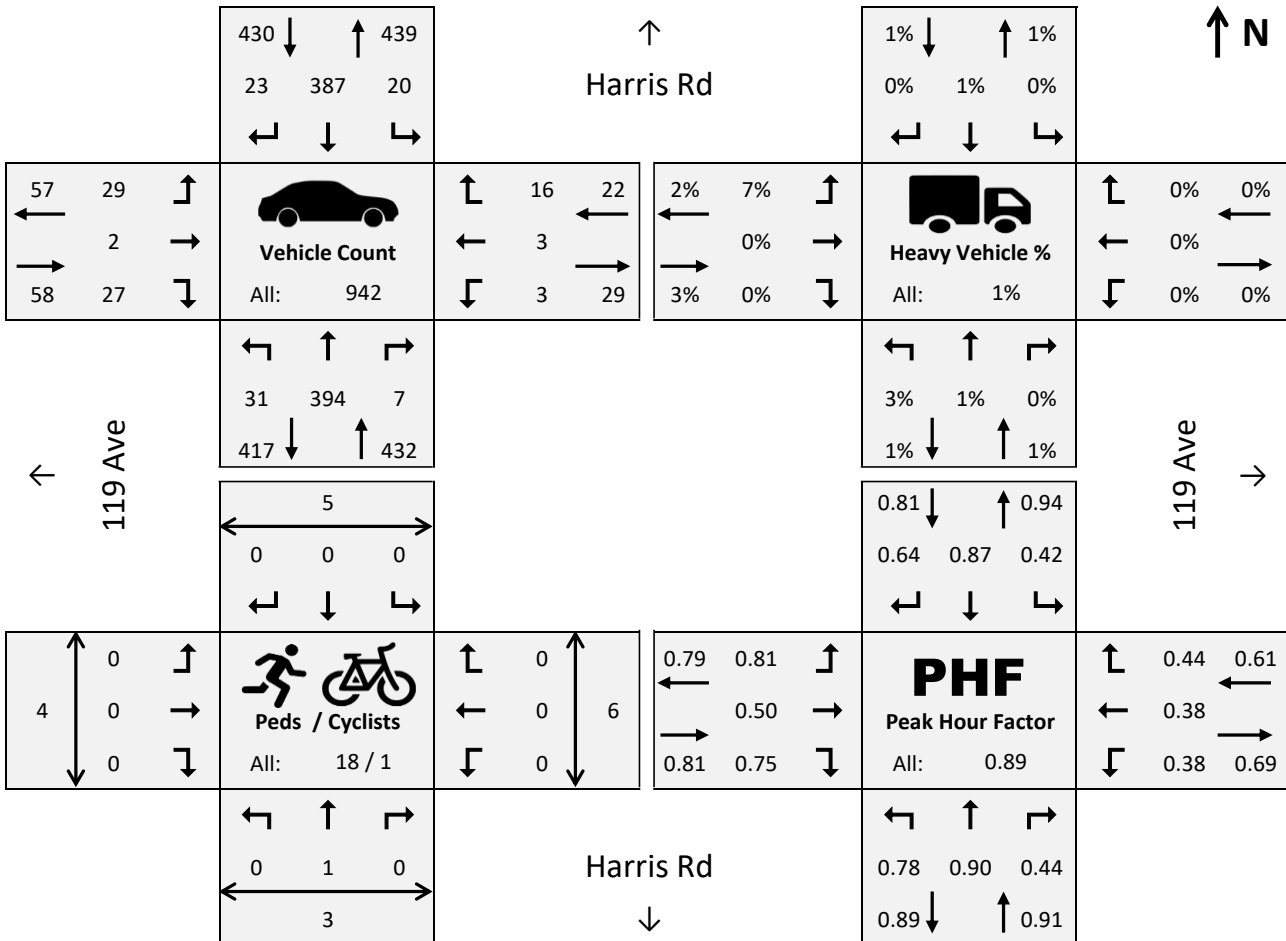 430 439 1% 1% N
23 387 20 Harris Rd 0% 1% 0%
57 29 16 22 2% 7% 0% 0%
2 Vehicle Count 3 0% Heavy Vehicle % 0%
58 27 All: 942 3 29 3% 0% All: 1% 0% 0%
31 394 7 3% 1% 0%
417 432 1% 1%
119 Ave 119 Ave
5 0.81 0.94
0 0 0 0.64 0.87 0.42
0 0 0.79 0.81 PHF 0.44 0.61
4 0 Peds / Cyclists 0 6 0.50 Peak Hour Factor 0.38
0 All: 18 / 1 0 0.81 0.75 All: 0.89 0.38 0.69
0 1 0 Harris Rd 0.78 0.90 0.44
3 0.89 0.91